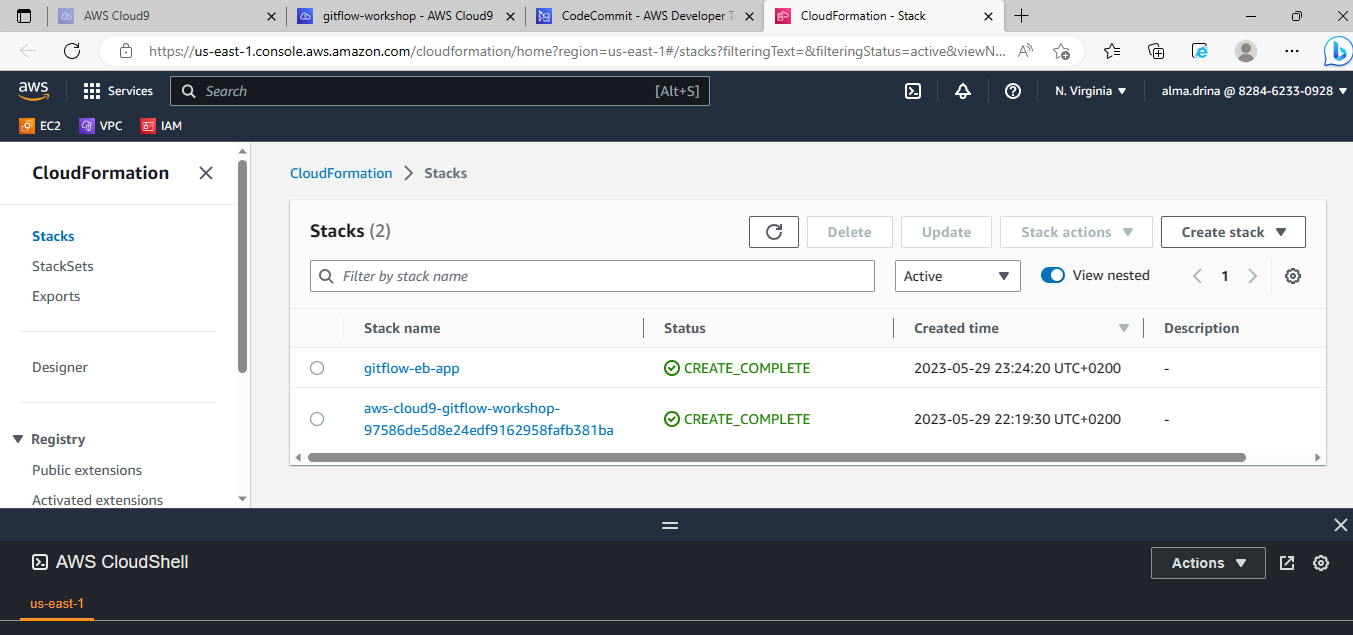 AWS Cloud9
gitflow-workshop - AWS Cloud9
CodeCommit - AWS Developer T
CloudFormation - Stack
https://us-east-1.console.aws.amazon.com/cloudformation/home?region=us-east-1#/stacks?filteringText=&filteringStatus=active&viewN...
aws
Services
Search
[Alt+S]
N. Virginia
alma.drina @ 8284-6233-0928
EC2
VPC
IAM
CloudFormation
Stacks
StackSets
Exports
Designer
Registry
Public extensions
Activated extensions
CloudFormation
Stacks
Stacks (2)
Delete
Update
Stack actions
Create stack
Filter by stack name
Active
View nested
1
Stack name
Status
Created time
Description
gitflow-eb-app
CREATE_COMPLETE
2023-05-29 23:24:20 UTC+0200
-
aws-cloud9-gitflow-workshop-
97586de5d8e24edf9162958fafb381ba
CREATE_COMPLETE
2023-05-29 22:19:30 UTC+0200
-
AWS CloudShell
Actions
us-east-1